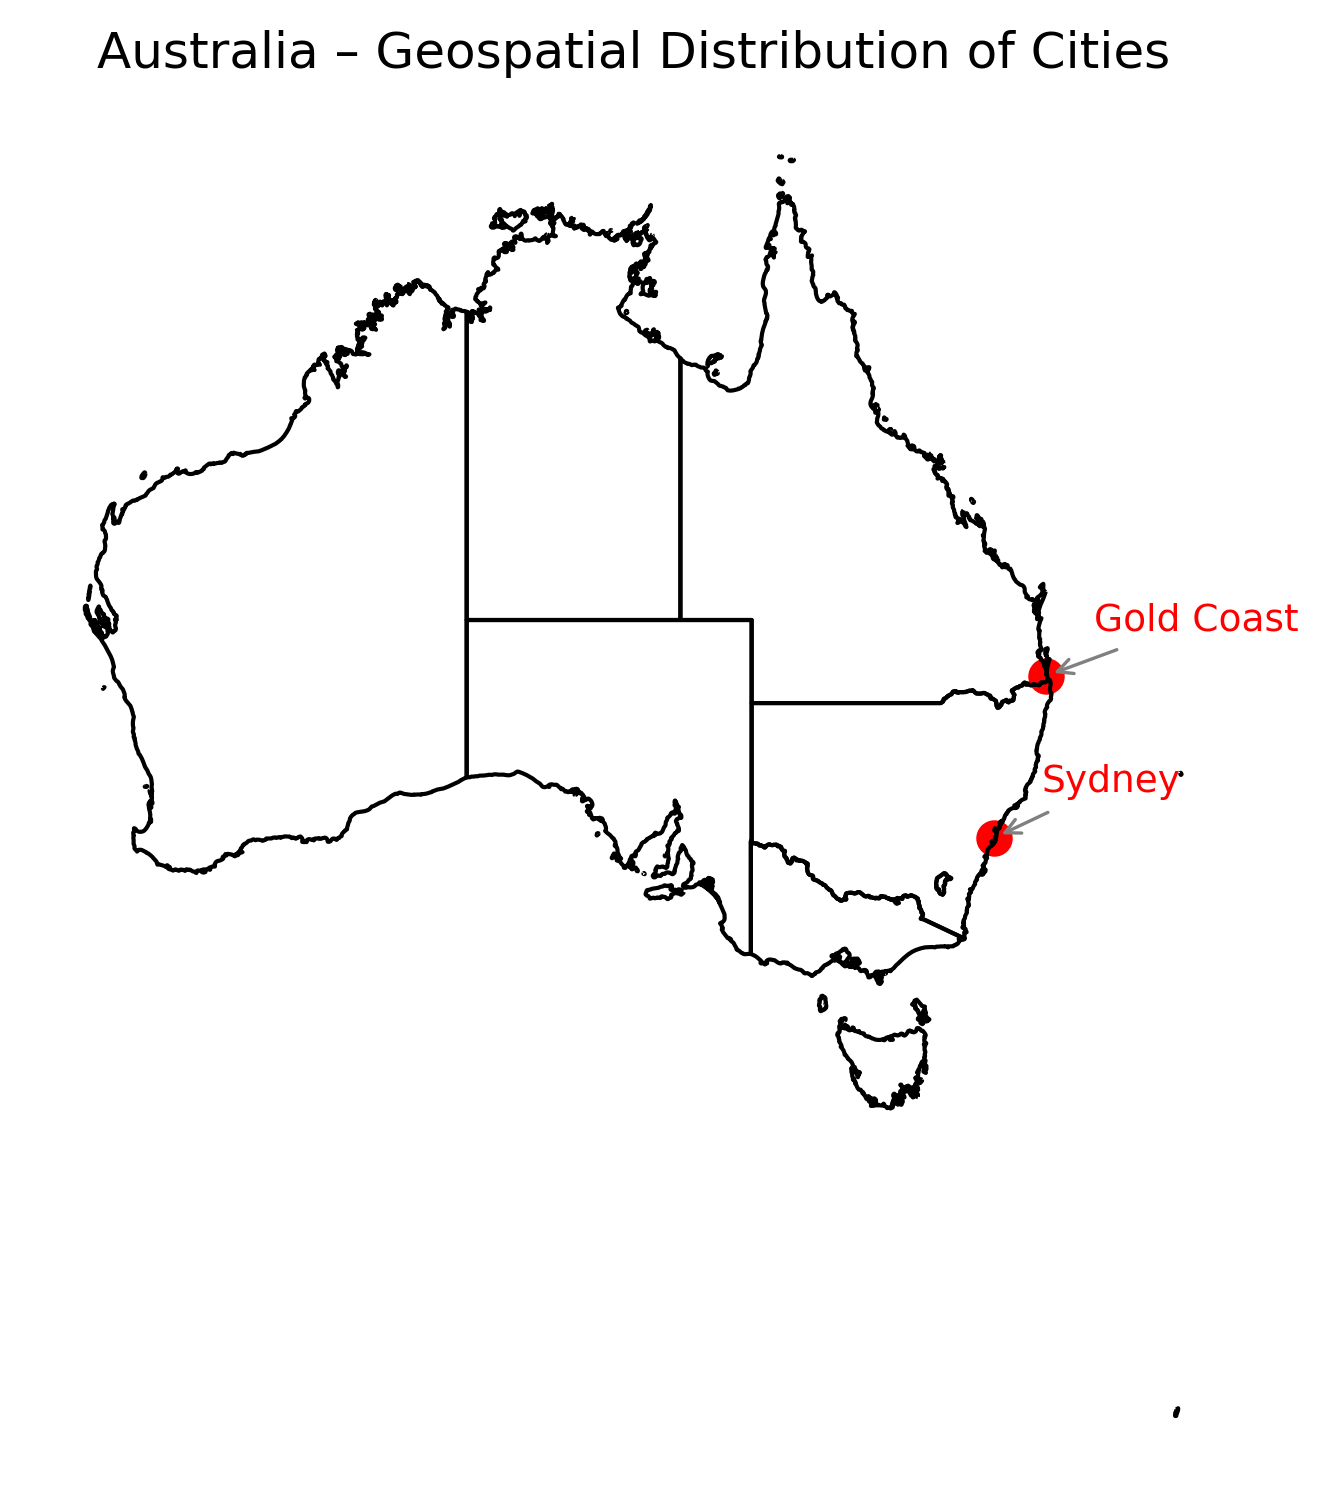 Australia – Geospatial Distribution of Cities
Gold Coast
Sydney